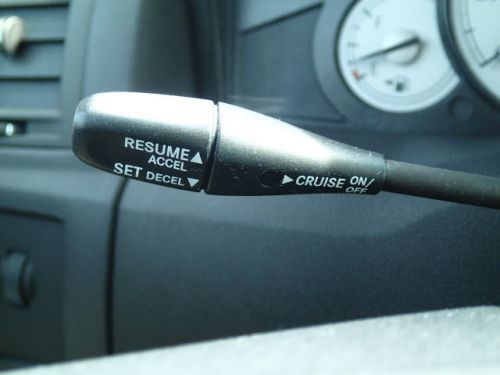 RESUME▲
ACCEL
SET DECEL▼
▶CRUISE ON/
OFF